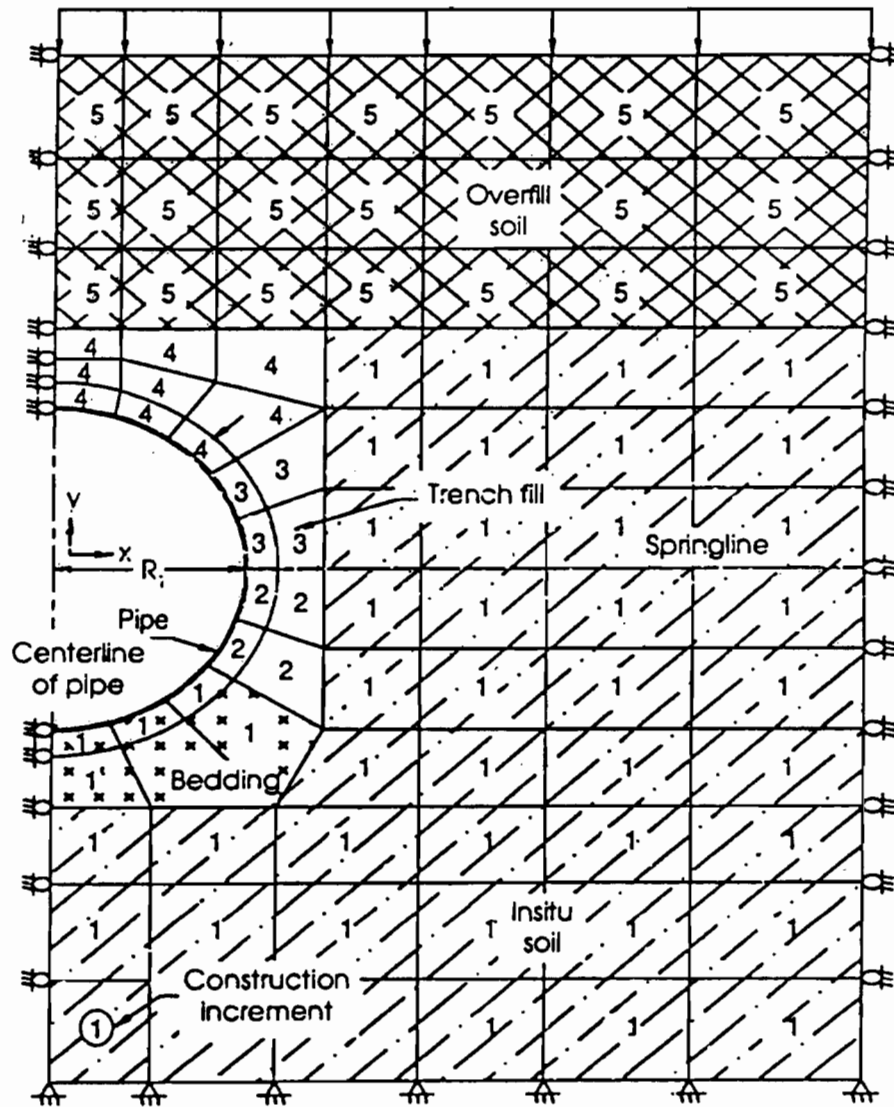 5 5 5 5 5 5 5
5 5 5 5 Overfill 5 5
soil
5 5 5 5 5 5 5
4 4 4 1 1 1 1
4 4
4 4 4
4 3 1 1 1 1
3 Trench fill
y
3 3 1 1 1 1
x Springline
R i
2 2 1 1 1 1
Pipe
2 2
Centerline
of pipe
1 1 1 1 1
1 1 1 1 1 1 1
1 Bedding
1 1 1 1 1 1
1 1 1 1 Insitu 1 1
soil
Construction
increment
1 1 1 1